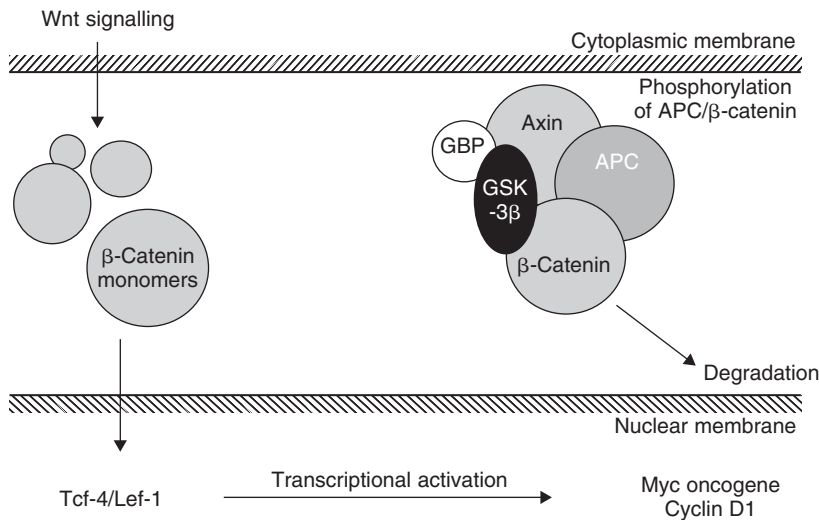 Wnt signalling
Cytoplasmic membrane
Phosphorylation
of APC/β-catenin
Axin
GBP
APC
GSK
-3β
β-Catenin
monomers
β-Catenin
Degradation
Nuclear membrane
Tcf-4/Lef-1
Transcriptional activation
Myc oncogene
Cyclin D1